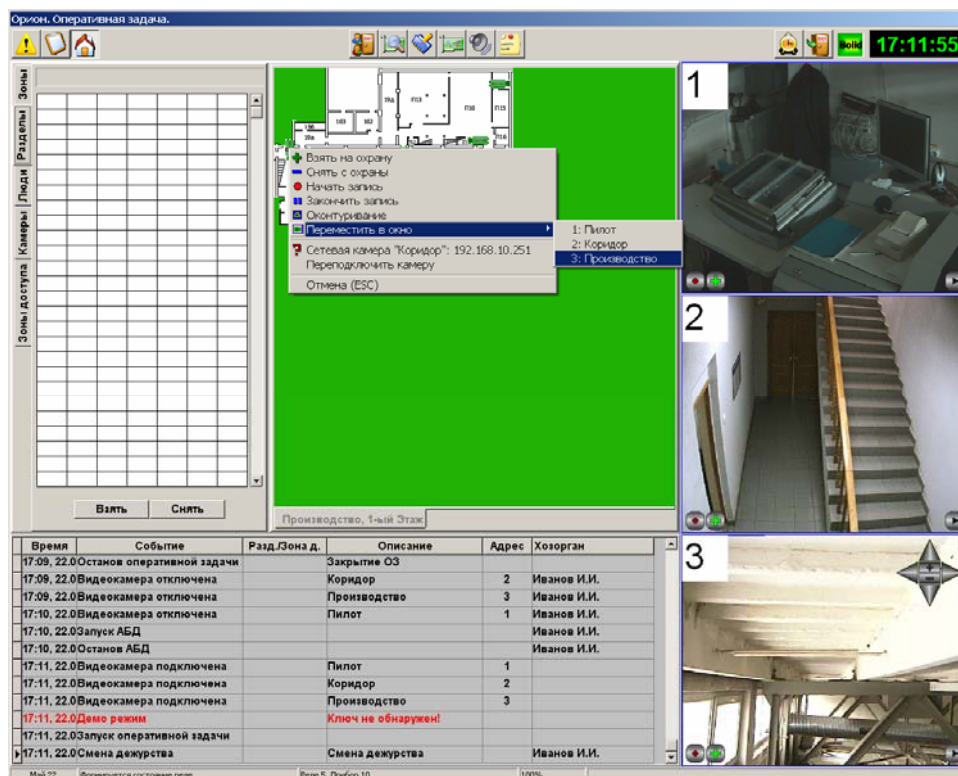 Орион. Оперативная задача.
Bolid
17:11:55
Зоны
Разделы
Люди
Камеры
Зоны доступа
Взять Снять
103 102
П13
П10
П15
П16
Взять на охрану
Снять с охраны
Начать запись
Закончить запись
Оконтуривание
Переместить в окно
Сетевая камера "Коридор": 192.168.10.251
Переподключить камеру
Отмена (ESC)
1: Пилот
2: Коридор
3: Производство
Производство, 1-ый Этаж
1
2
3
Время Событие Разд./Зона д. Описание Адрес Хозорган
17:09, 22.0 Останов оперативной задачи Закрытие ОЗ
17:09, 22.0 Видеокамера отключена Коридор 2 Иванов И.И.
17:09, 22.0 Видеокамера отключена Производство 3 Иванов И.И.
17:10, 22.0 Видеокамера отключена Пилот 1 Иванов И.И.
17:10, 22.0 Запуск АБД Иванов И.И.
17:10, 22.0 Останов АБД Иванов И.И.
17:11, 22.0 Видеокамера подключена Пилот 1
17:11, 22.0 Видеокамера подключена Коридор 2
17:11, 22.0 Видеокамера подключена Производство 3
17:11, 22.0 Демо режим Ключ не обнаружен!
17:11, 22.0 Запуск оперативной задачи
17:11, 22.0 Смена дежурства Смена дежурства Иванов И.И.